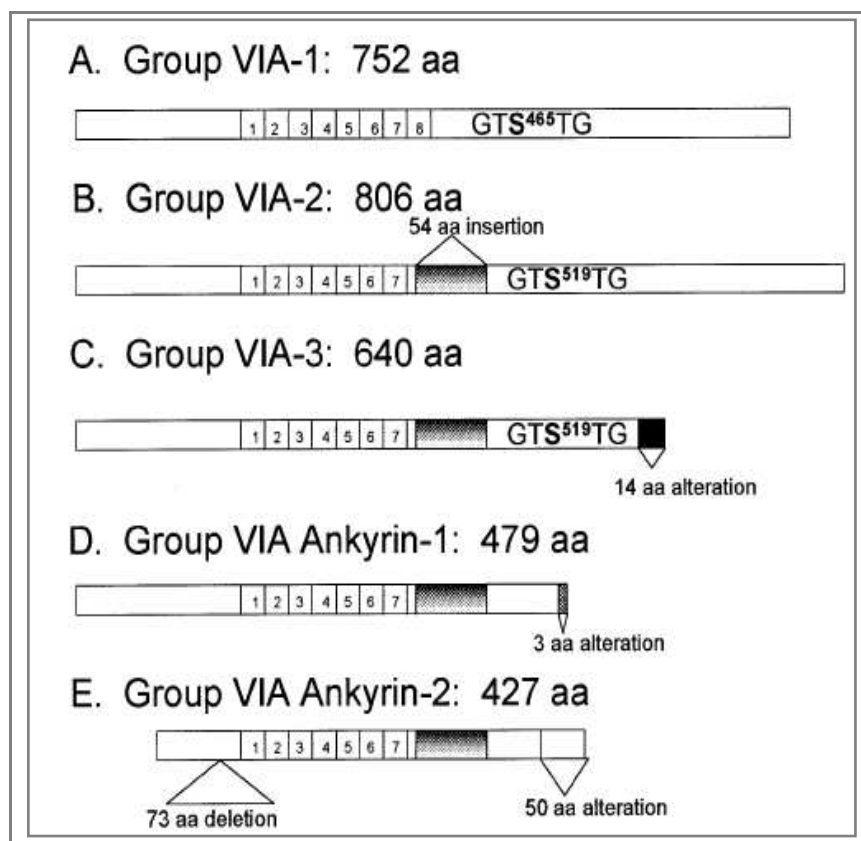 A. Group VIA-1: 752 aa
1 2 3 4 5 6 7 8 GTS⁴⁶⁵TG
B. Group VIA-2: 806 aa
54 aa insertion
1 2 3 4 5 6 7 GTS⁵¹⁹TG
C. Group VIA-3: 640 aa
1 2 3 4 5 6 7 GTS⁵¹⁹TG
14 aa alteration
D. Group VIA Ankyrin-1: 479 aa
1 2 3 4 5 6 7
3 aa alteration
E. Group VIA Ankyrin-2: 427 aa
1 2 3 4 5 6 7
73 aa deletion 50 aa alteration